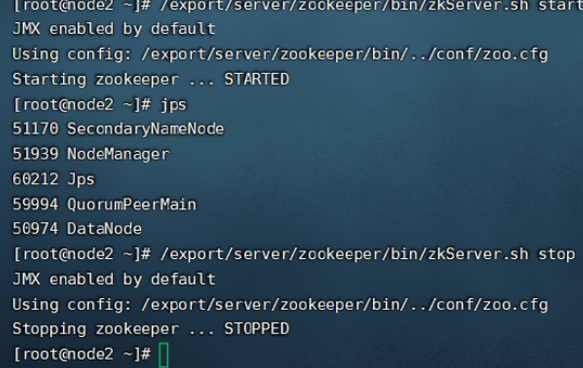 [root@node2 ~]# /export/server/zookeeper/bin/zkServer.sh start
JMX enabled by default
Using config: /export/server/zookeeper/bin/../conf/zoo.cfg
Starting zookeeper ... STARTED
[root@node2 ~]# jps
51170 SecondaryNameNode
51939 NodeManager
60212 Jps
59994 QuorumPeerMain
50974 DataNode
[root@node2 ~]# /export/server/zookeeper/bin/zkServer.sh stop
JMX enabled by default
Using config: /export/server/zookeeper/bin/../conf/zoo.cfg
Stopping zookeeper ... STOPPED
[root@node2 ~]#